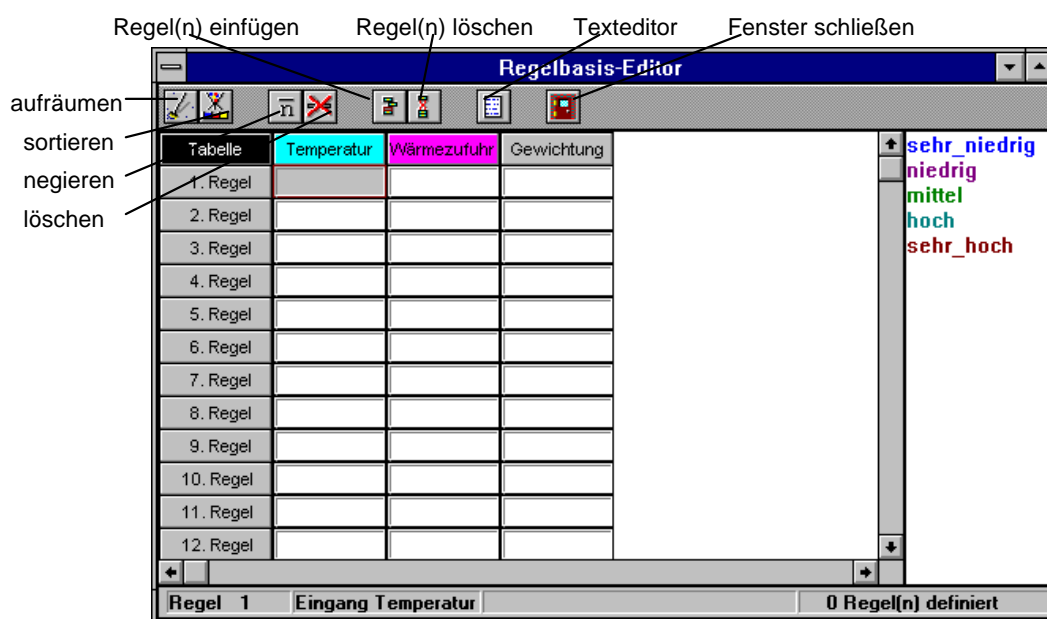 Regel(n) einfügen Regel(n) löschen Texteditor Fenster schließen
Regelbasis-Editor
aufräumen
sortieren
negieren
löschen
n
Tabelle Temperatur Wärmezufuhr Gewichtung
1. Regel
2. Regel
3. Regel
4. Regel
5. Regel
6. Regel
7. Regel
8. Regel
9. Regel
10. Regel
11. Regel
12. Regel
sehr_niedrig
niedrig
mittel
hoch
sehr_hoch
Regel 1 Eingang Temperatur 0 Regel(n) definiert